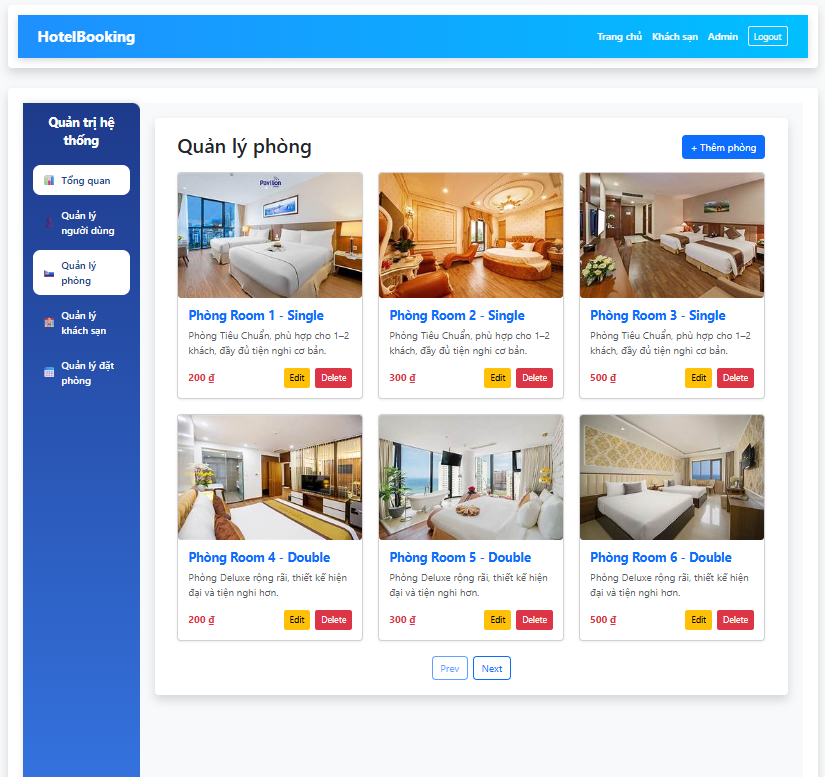 HotelBooking
Trang chủ Khách sạn Admin Logout
Quản trị hệ
thống
Tổng quan
Quản lý
người dùng
Quản lý
phòng
Quản lý
khách sạn
Quản lý đặt
phòng
Quản lý phòng
+ Thêm phòng
Pavilion
Phòng Room 1 - Single
Phòng Tiêu Chuẩn, phù hợp cho 1–2
khách, đầy đủ tiện nghi cơ bản.
200 ₫ Edit Delete
Phòng Room 2 - Single
Phòng Tiêu Chuẩn, phù hợp cho 1–2
khách, đầy đủ tiện nghi cơ bản.
300 ₫ Edit Delete
Phòng Room 3 - Single
Phòng Tiêu Chuẩn, phù hợp cho 1–2
khách, đầy đủ tiện nghi cơ bản.
500 ₫ Edit Delete
Phòng Room 4 - Double
Phòng Deluxe rộng rãi, thiết kế hiện
đại và tiện nghi hơn.
200 ₫ Edit Delete
Phòng Room 5 - Double
Phòng Deluxe rộng rãi, thiết kế hiện
đại và tiện nghi hơn.
300 ₫ Edit Delete
Phòng Room 6 - Double
Phòng Deluxe rộng rãi, thiết kế hiện
đại và tiện nghi hơn.
500 ₫ Edit Delete
Prev Next